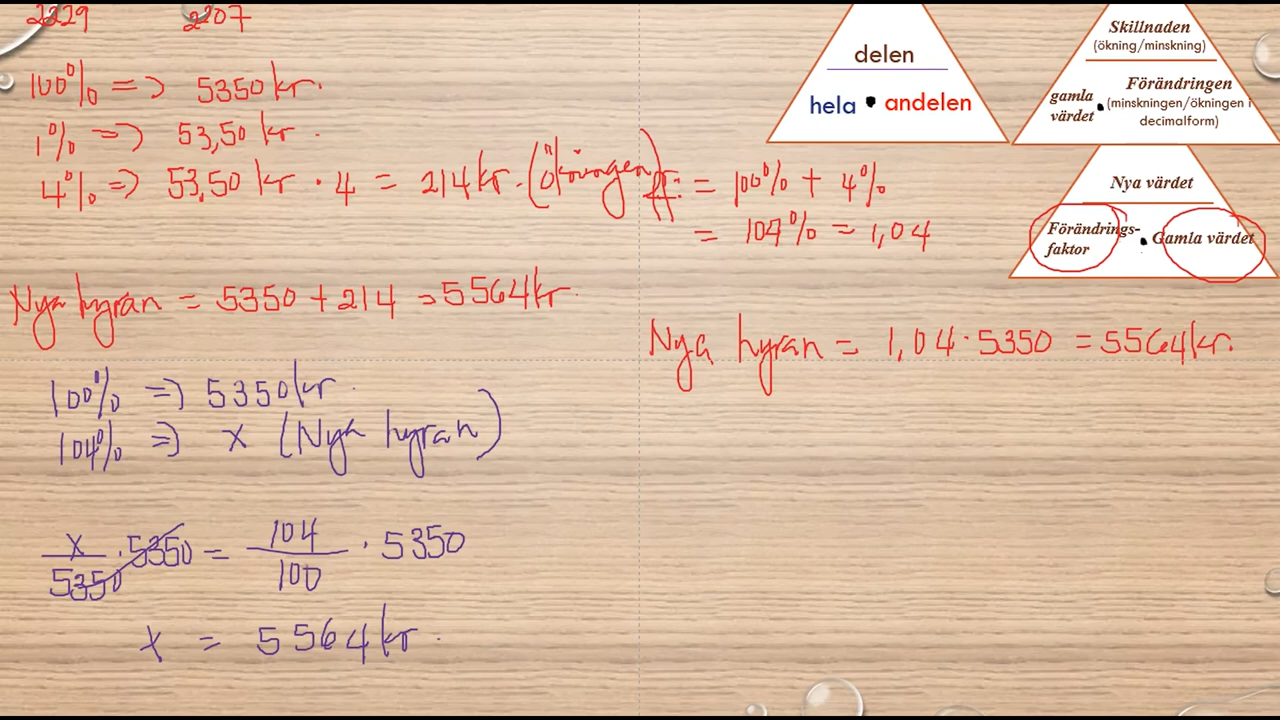 2229 2207
100% => 5350 kr.
1% => 53,50 kr.
4% => 53,50 kr · 4 = 214 kr. (ökningen)
Nya hyran = 5350 + 214 = 5564 kr.
100% => 5350 kr.
104% => x (Nya hyran)
x/5350 · 5350 = 104/100 · 5350
x = 5564 kr.
ff: = 100% + 4%
= 104% = 1,04
Nya hyran = 1,04 · 5350 = 5564 kr.
delen
hela · andelen
Skillnaden
(ökning/minskning)
gamla
värdet
·
Förändringen
(minskningen/ökningen i
decimalform)
Nya värdet
Förändrings-
faktor
· Gamla värdet